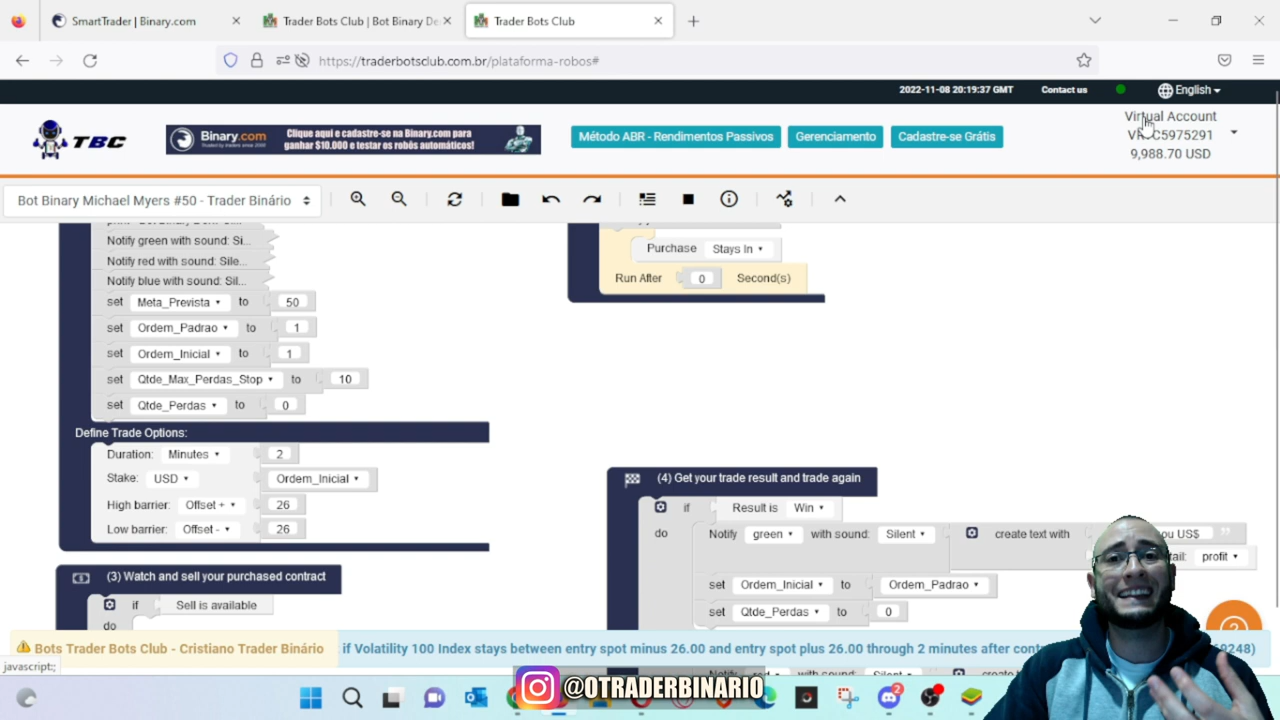 SmartTrader | Binary.com
Trader Bots Club | Bot Binary De
Trader Bots Club
https://traderbotsclub.com.br/plataforma-robos#
2022-11-08 20:19:37 GMT
Contact us
English
TBC
Binary.com
Clique aqui e cadastre-se na Binary.com para
ganhar $10.000 e testar os robôs automáticos!
Método ABR - Rendimentos Passivos
Gerenciamento
Cadastre-se Grátis
Virtual Account
9,988.70 USD
Bot Binary Michael Myers #50 - Trader Binário
Notify green with sound: Si...
Notify red with sound: Sile...
Notify blue with sound: Sil...
set Meta_Prevista to 50
set Ordem_Padrao to 1
set Ordem_Inicial to 1
set Qtde_Max_Perdas_Stop to 10
set Qtde_Perdas to 0
Define Trade Options:
Duration: Minutes 2
Stake: USD Ordem_Inicial
High barrier: Offset + 26
Low barrier: Offset - 26
(3) Watch and sell your purchased contract
if Sell is available
do
Purchase Stays In
Run After 0 Second(s)
(4) Get your trade result and trade again
if Result is Win
do Notify green with sound: Silent create text with ou US$ ”
profit
set Ordem_Inicial to Ordem_Padrao
set Qtde_Perdas to 0
Bots Trader Bots Club - Cristiano Trader Binário
if Volatility 100 Index stays between entry spot minus 26.00 and entry spot plus 26.00 through 2 minutes after
javascript:;
@OTRADERBINARIO